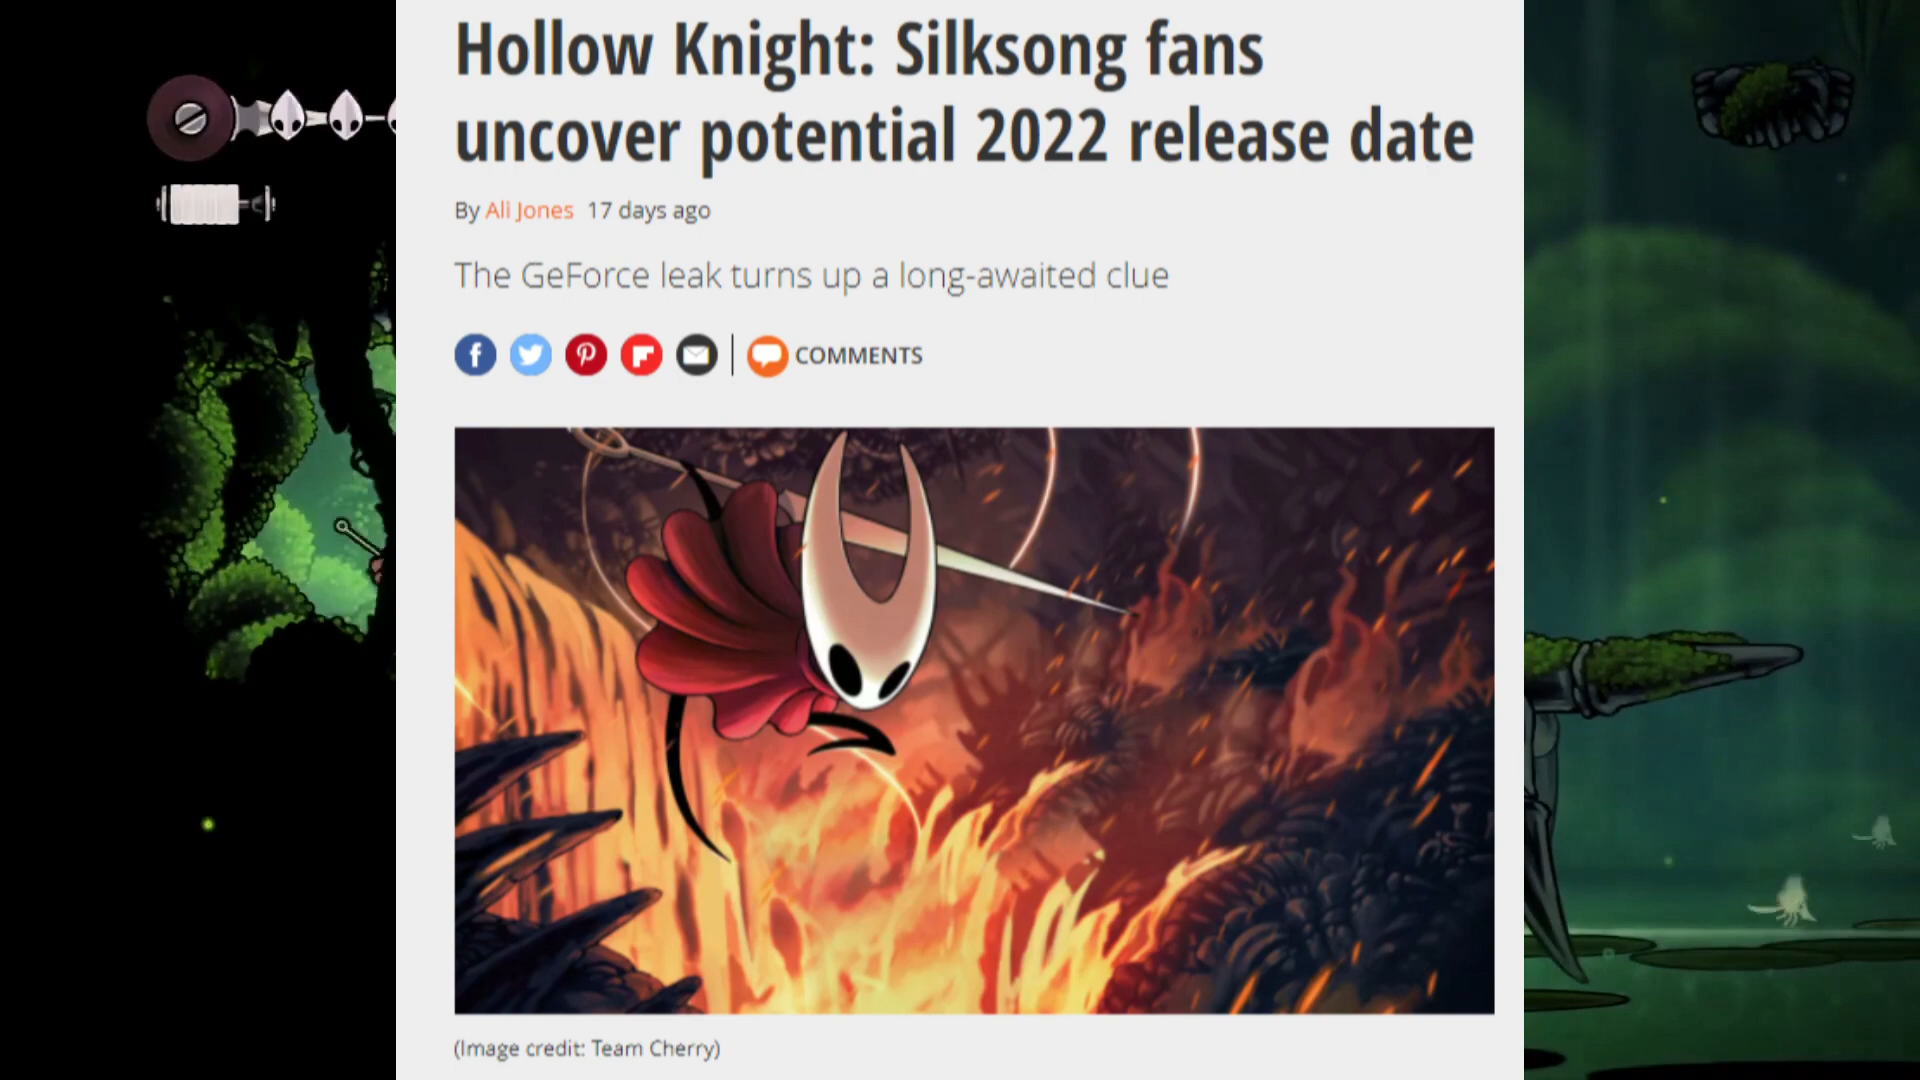 Hollow Knight: Silksong fans
uncover potential 2022 release date
By Ali Jones 17 days ago
The GeForce leak turns up a long-awaited clue
COMMENTS
(Image credit: Team Cherry)